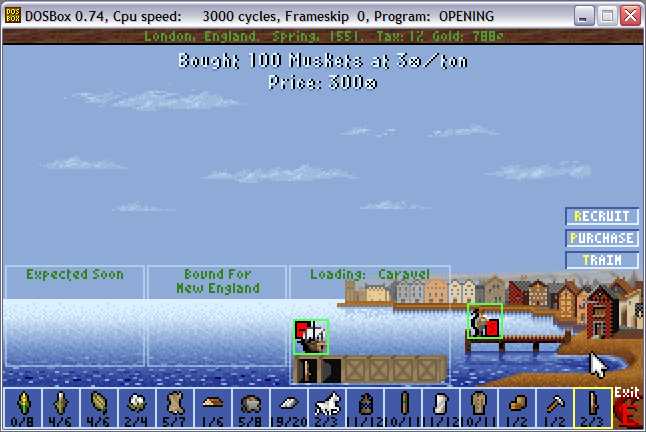 DOSBox 0.74, Cpu speed: 3000 cycles, Frameskip 0, Program: OPENING
London, England. Spring, 1551. Tax:1% Gold: 788
Bought 100 Muskets at 3/ton
Price: 300
RECRUIT
PURCHASE
TRAIN
Expected Soon
Bound For
New England
Loading: Caravel
Exit
0/8 4/6 4/6 2/4 5/7 1/6 5/8 19/20 2/3 11/12 10/11 11/12 10/11 1/2 1/2 2/3
E